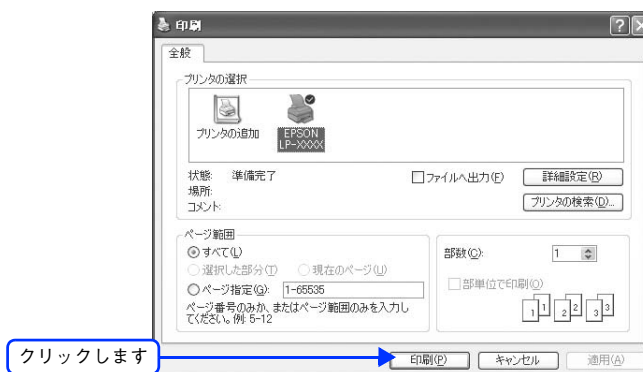 印刷
全般
プリンタの選択
プリンタの追加
EPSON
LP-XXXX
状態: 準備完了
場所:
コメント:
ファイルへ出力(F)
詳細設定(R)
プリンタの検索(D)...
ページ範囲
すべて(L)
選択した部分(T) 現在のページ(U)
ページ指定(G): 1-65535
ページ番号のみか、またはページ範囲のみを入力し
てください。例: 5-12
部数(C): 1
部単位で印刷(O)
1 1 2 2 3 3
クリックします
印刷(P) キャンセル 適用(A)